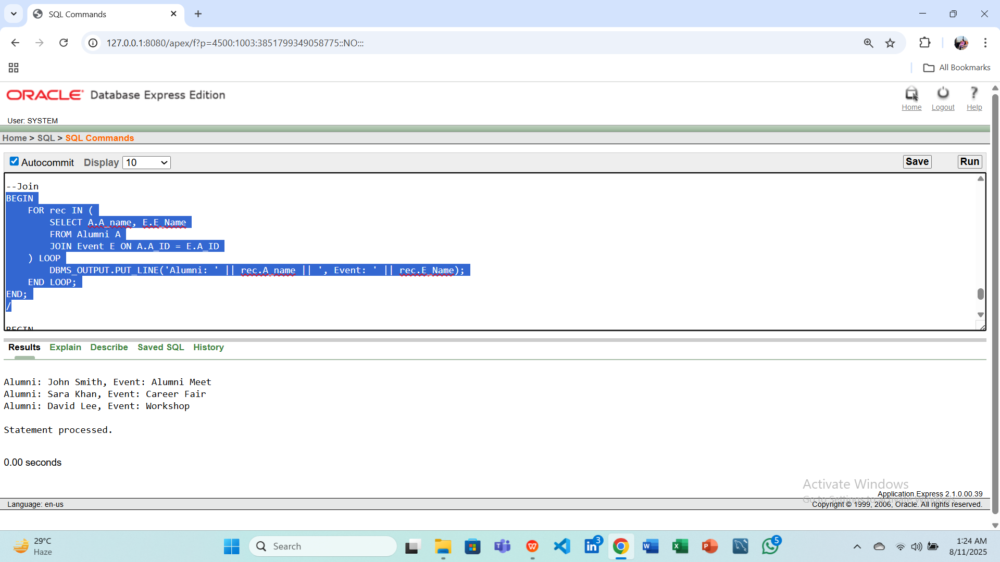 SQL Commands
127.0.0.1:8080/apex/f?p=4500:1003:3851799349058775::NO:::
All Bookmarks
ORACLE Database Express Edition
Home Logout Help
User: SYSTEM
Home > SQL > SQL Commands
Autocommit Display 10 Save Run
--Join
BEGIN
    FOR rec IN (
        SELECT A.A_name, E.E_Name
        FROM Alumni A
        JOIN Event E ON A.A_ID = E.A_ID
    ) LOOP
        DBMS_OUTPUT.PUT_LINE('Alumni: ' || rec.A_name || ', Event: ' || rec.E_Name);
    END LOOP;
END;
/
BEGIN
Results Explain Describe Saved SQL History
Alumni: John Smith, Event: Alumni Meet
Alumni: Sara Khan, Event: Career Fair
Alumni: David Lee, Event: Workshop
Statement processed.
0.00 seconds
Activate Windows
Go to Settings to activate Windows.
Application Express 2.1.0.00.39
Language: en-us
Copyright © 1999, 2006, Oracle. All rights reserved.
29°C
Haze
Search
3
5
1:24 AM
8/11/2025